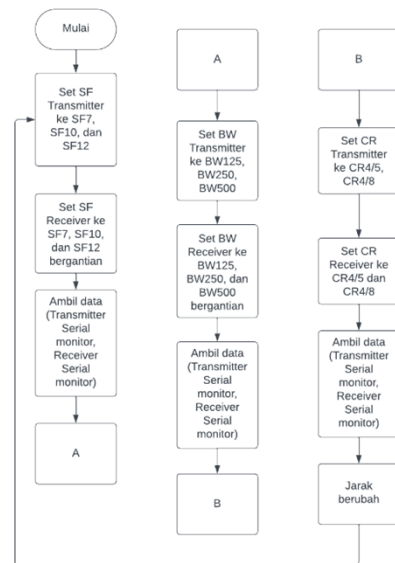 Mulai
Set SF
Transmitter
ke SF7,
SF10, dan
SF12
Set SF
Receiver ke
SF7, SF10,
dan SF12
bergantian
Ambil data
(Transmitter
Serial
monitor,
Receiver
Serial
monitor)
A
A
Set BW
Transmitter
ke BW125,
BW250,
BW500
Set BW
Receiver ke
BW125,
BW250, dan
BW500
bergantian
Ambil data
(Transmitter
Serial
monitor,
Receiver
Serial
monitor)
B
B
Set CR
Transmitter
ke CR4/5,
CR4/8
Set CR
Receiver ke
CR4/5 dan
CR4/8
Ambil data
(Transmitter
Serial
monitor,
Receiver
Serial
monitor)
Jarak
berubah